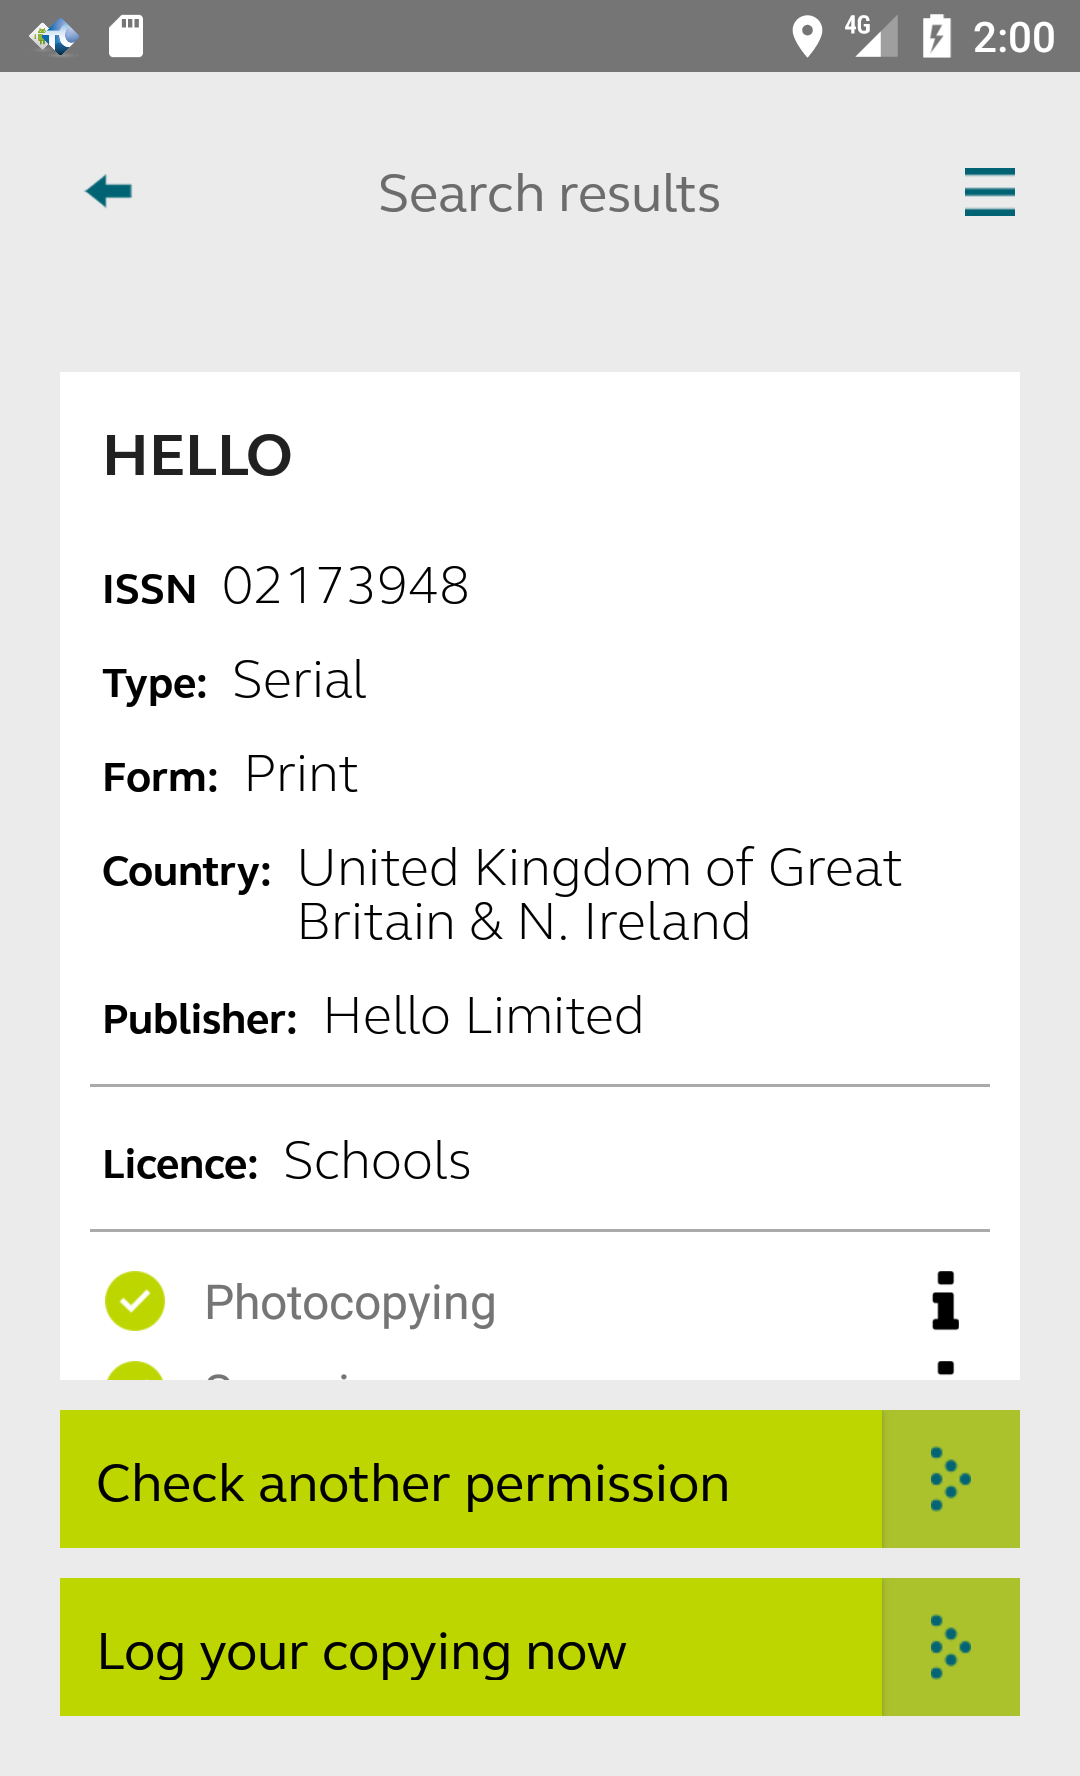 4G 2:00
Search results
HELLO
ISSN 02173948
Type: Serial
Form: Print
Country: United Kingdom of Great
Britain & N. Ireland
Publisher: Hello Limited
Licence: Schools
Photocopying
Check another permission
Log your copying now